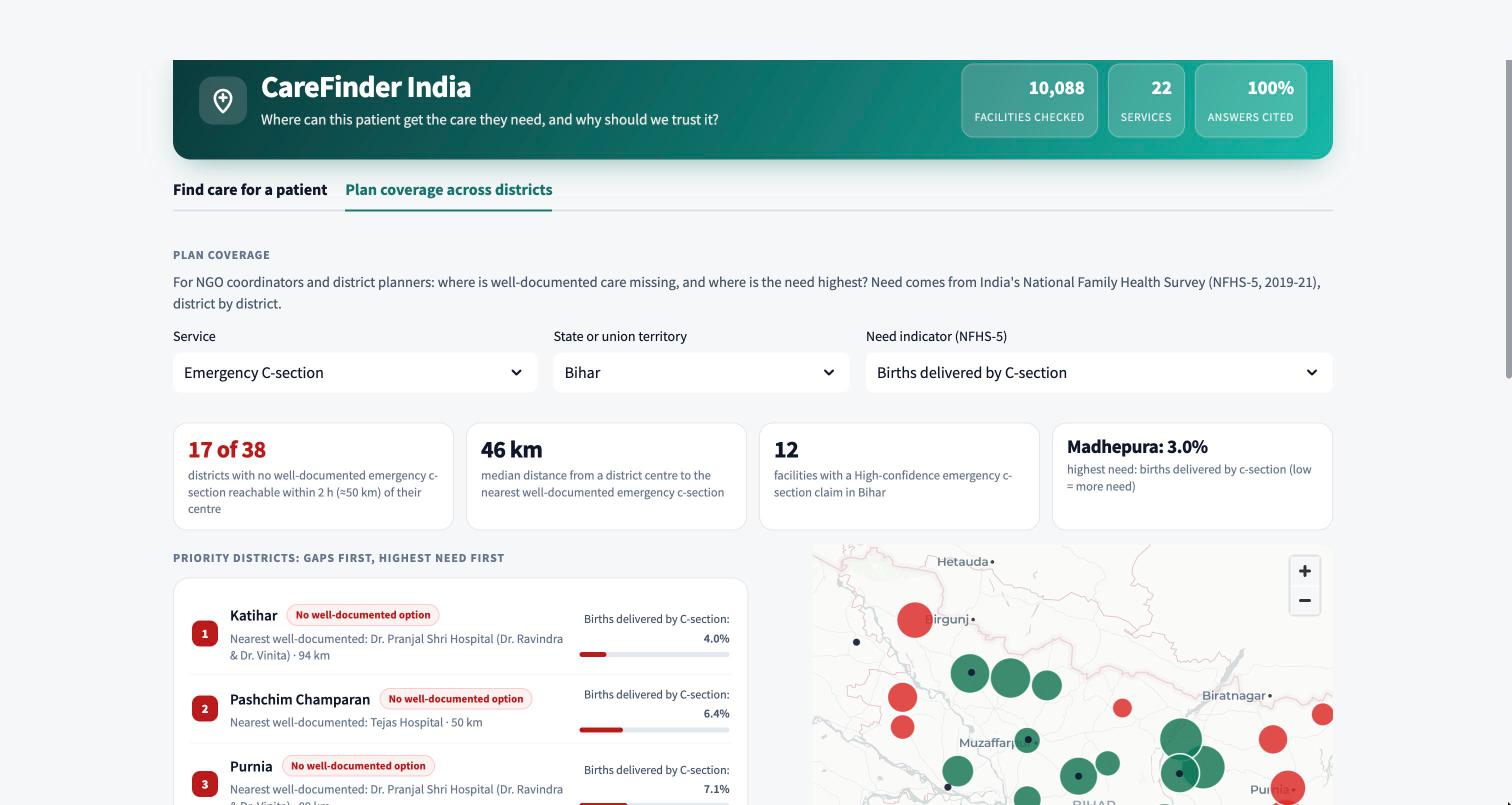 CareFinder India
Where can this patient get the care they need, and why should we trust it?
10,088
FACILITIES CHECKED
22
SERVICES
100%
ANSWERS CITED
Find care for a patient
Plan coverage across districts
PLAN COVERAGE
For NGO coordinators and district planners: where is well-documented care missing, and where is the need highest? Need comes from India's National Family Health Survey (NFHS-5, 2019-21),
district by district.
Service
Emergency C-section
State or union territory
Bihar
Need indicator (NFHS-5)
Births delivered by C-section
17 of 38
districts with no well-documented emergency c-
section reachable within 2 h (≈50 km) of their
centre
46 km
median distance from a district centre to the
nearest well-documented emergency c-section
12
facilities with a High-confidence emergency c-
section claim in Bihar
Madhepura: 3.0%
highest need: births delivered by c-section (low
= more need)
PRIORITY DISTRICTS: GAPS FIRST, HIGHEST NEED FIRST
1
Katihar
No well-documented option
Nearest well-documented: Dr. Pranjal Shri Hospital (Dr. Ravindra
& Dr. Vinita) · 94 km
Births delivered by C-section:
4.0%
2
Pashchim Champaran
No well-documented option
Nearest well-documented: Tejas Hospital · 50 km
Births delivered by C-section:
6.4%
3
Purnia
No well-documented option
Nearest well-documented: Dr. Pranjal Shri Hospital (Dr. Ravindra
Births delivered by C-section:
7.1%
Hetauda
+
−
Birgunj
Biratnagar
Muzaffarpur
Purnia
BIHAR